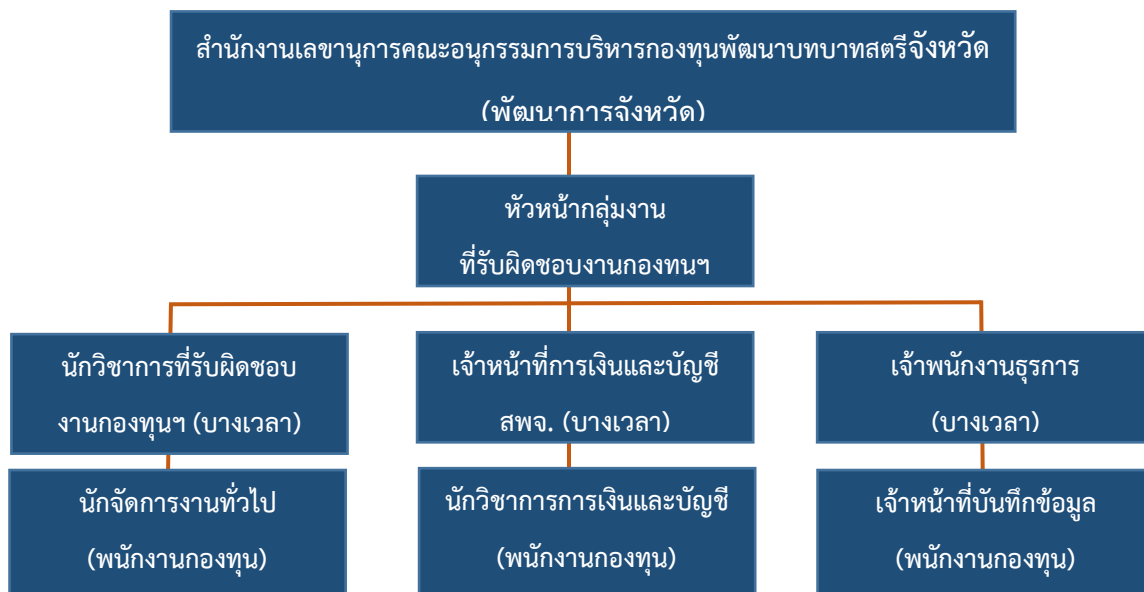 สำนักงานเลขานุการคณะอนุกรรมการบริหารกองทุนพัฒนาบทบาทสตรีจังหวัด
(พัฒนาการจังหวัด)
หัวหน้ากลุ่มงาน
ที่รับผิดชอบงานกองทนฯ
นักวิชาการที่รับผิดชอบ
งานกองทุนฯ (บางเวลา)
เจ้าหน้าที่การเงินและบัญชี
สพจ. (บางเวลา)
เจ้าพนักงานธุรการ
(บางเวลา)
นักจัดการงานทั่วไป
(พนักงานกองทุน)
นักวิชาการการเงินและบัญชี
(พนักงานกองทุน)
เจ้าหน้าที่บันทึกข้อมูล
(พนักงานกองทุน)